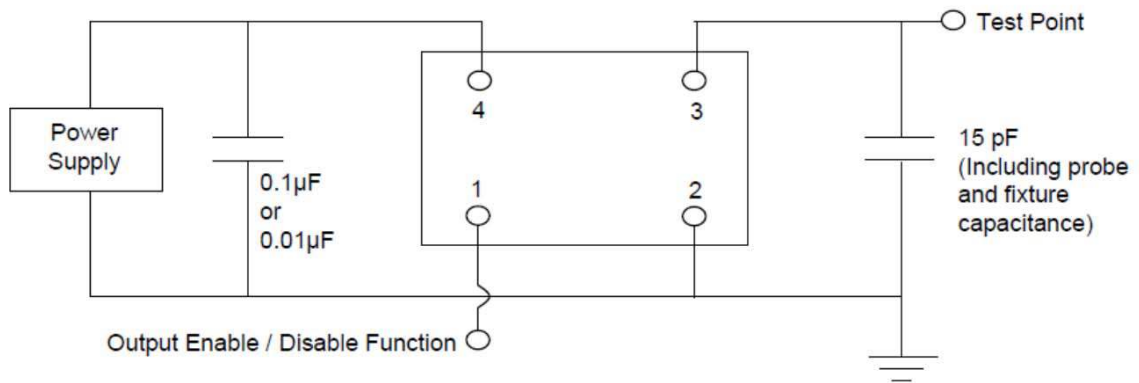 Test Point
Power
Supply
4
3
0.1µF
or
0.01µF
1
2
15 pF
(Including probe
and fixture
capacitance)
Output Enable / Disable Function